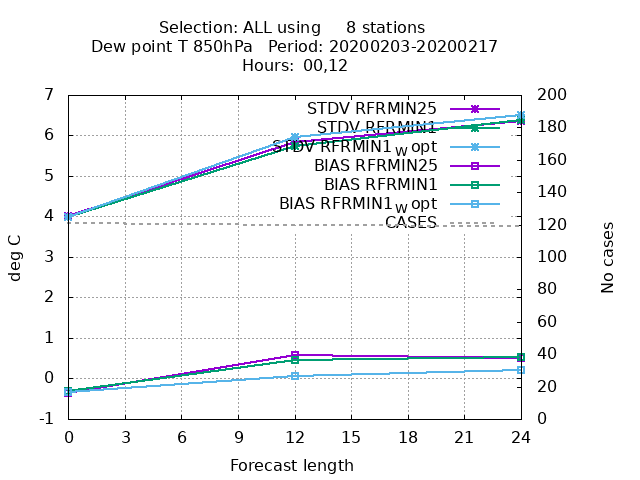 Selection: ALL using 8 stations
Dew point T 850hPa Period: 20200203-20200217
Hours: 00,12
7
6
5
4
3
2
1
0
-1
200
180
160
140
120
100
80
60
40
20
0
STDV RFRMIN25
STDV RFRMIN1
STDV RFRMIN1w opt
BIAS RFRMIN25
BIAS RFRMIN1
BIAS RFRMIN1w opt
CASES
deg C
No cases
0 3 6 9 12 15 18 21 24
Forecast length